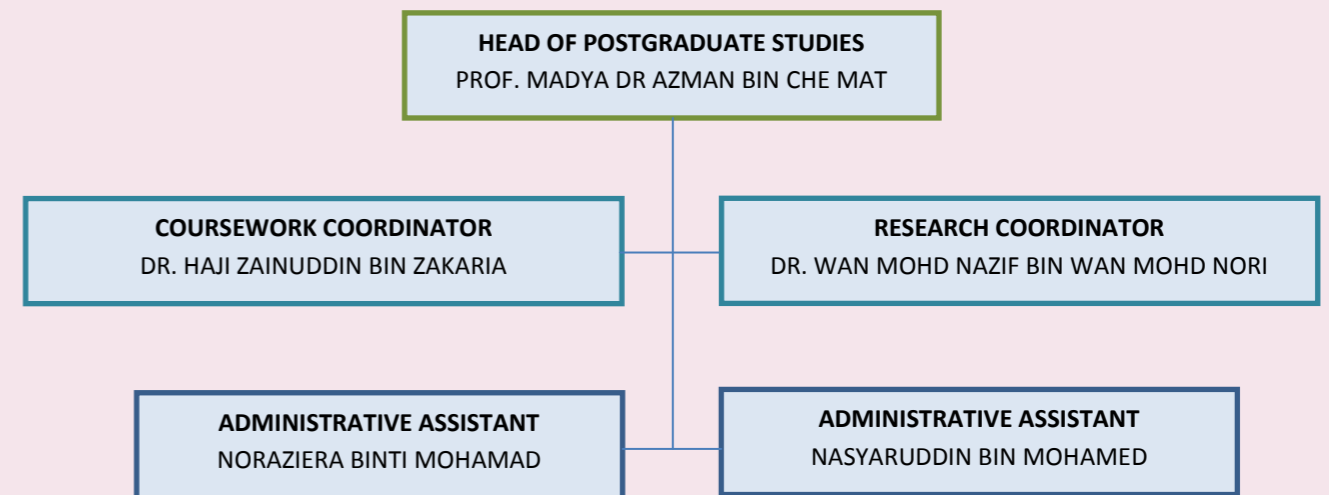 HEAD OF POSTGRADUATE STUDIES
PROF. MADYA DR AZMAN BIN CHE MAT
COURSEWORK COORDINATOR
DR. HAJI ZAINUDDIN BIN ZAKARIA
RESEARCH COORDINATOR
DR. WAN MOHD NAZIF BIN WAN MOHD NORI
ADMINISTRATIVE ASSISTANT
NORAZIERA BINTI MOHAMAD
ADMINISTRATIVE ASSISTANT
NASYARUDDIN BIN MOHAMED